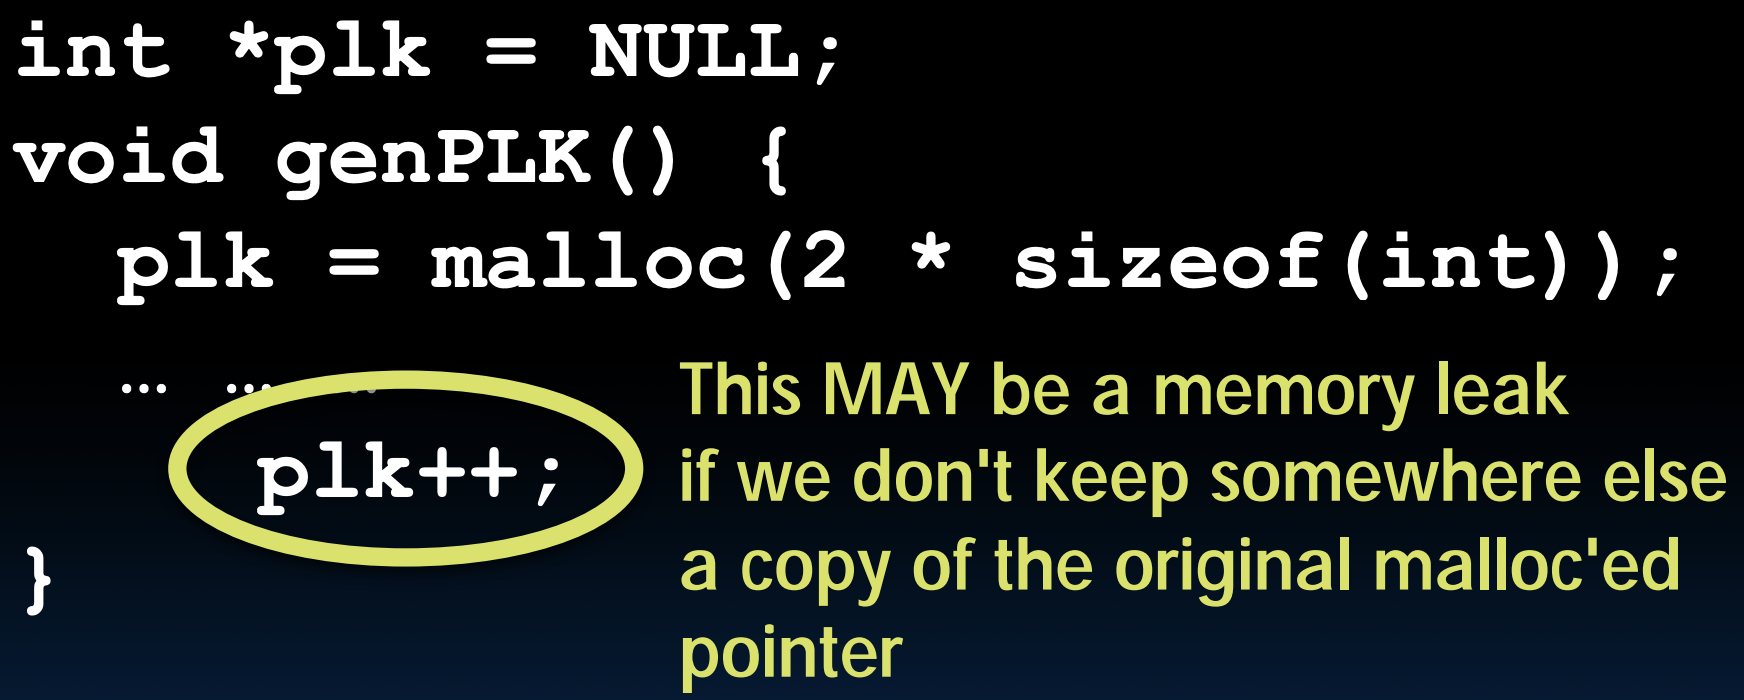 int *plk = NULL;
void genPLK() {
plk = malloc(2 * sizeof(int));
… … …
plk++;
}
This MAY be a memory leak
if we don't keep somewhere else
a copy of the original malloc'ed
pointer